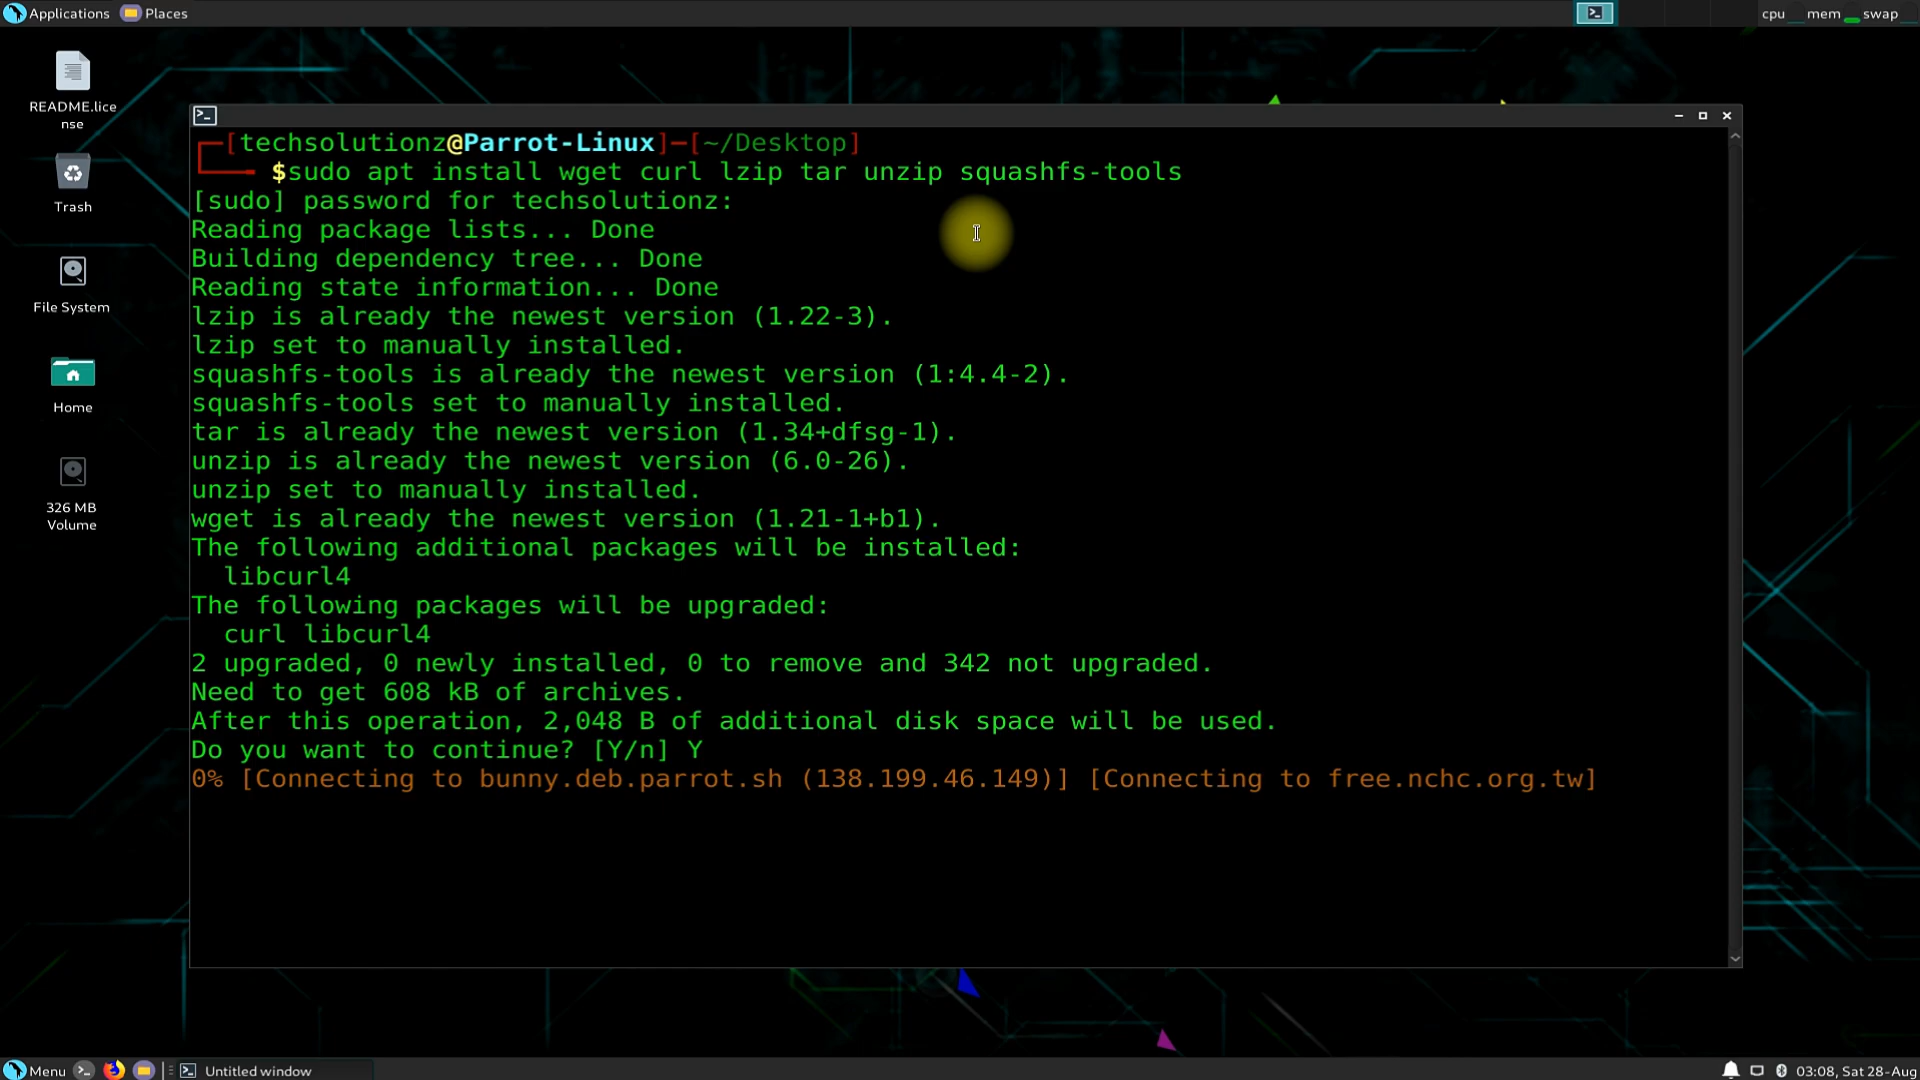 Applications Places cpu mem swap
README.lice
nse
Trash
File System
Home
326 MB
Volume
[techsolutionz@Parrot-Linux]─[~/Desktop]
$sudo apt install wget curl lzip tar unzip squashfs-tools
[sudo] password for techsolutionz:
Reading package lists... Done
Building dependency tree... Done
Reading state information... Done
lzip is already the newest version (1.22-3).
lzip set to manually installed.
squashfs-tools is already the newest version (1:4.4-2).
squashfs-tools set to manually installed.
tar is already the newest version (1.34+dfsg-1).
unzip is already the newest version (6.0-26).
unzip set to manually installed.
wget is already the newest version (1.21-1+b1).
The following additional packages will be installed:
  libcurl4
The following packages will be upgraded:
  curl libcurl4
2 upgraded, 0 newly installed, 0 to remove and 342 not upgraded.
Need to get 608 kB of archives.
After this operation, 2,048 B of additional disk space will be used.
Do you want to continue? [Y/n] Y
0% [Connecting to bunny.deb.parrot.sh (138.199.46.149)] [Connecting to free.nchc.org.tw]
Menu Untitled window 03:08, Sat 28-Aug